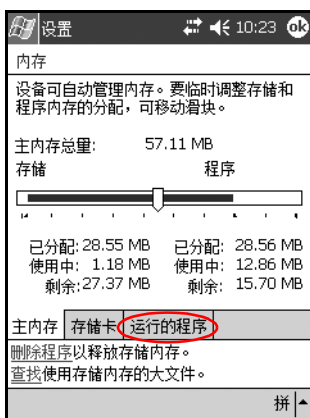 设置 10:23 ok
内存
设备可自动管理内存。要临时调整存储和
程序内存的分配，可移动滑块。
主内存总量: 57.11 MB
存储 程序
已分配: 28.55 MB 已分配: 28.56 MB
使用中: 1.18 MB 使用中: 12.86 MB
剩余: 27.37 MB 剩余: 15.70 MB
主内存 存储卡 运行的程序
删除程序以释放存储内存。
查找使用存储内存的大文件。
拼